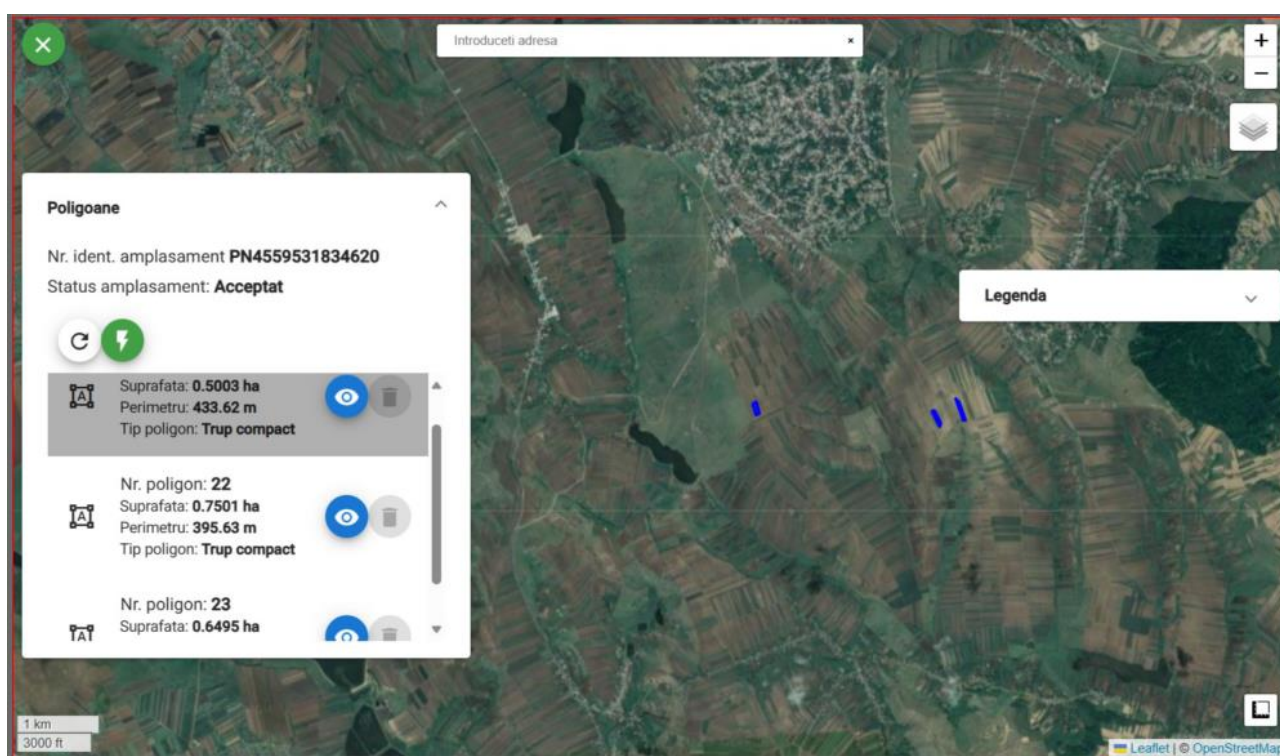 Introduceti adresa
×
+
−
Poligoane
Nr. ident. amplasament PN4559531834620
Status amplasament: Acceptat
Legenda
A
Suprafata: 0.5003 ha
Perimetru: 433.62 m
Tip poligon: Trup compact
A
Nr. poligon: 22
Suprafata: 0.7501 ha
Perimetru: 395.63 m
Tip poligon: Trup compact
A
Nr. poligon: 23
Suprafata: 0.6495 ha
1 km
3000 ft
Leaflet | © OpenStreetMap